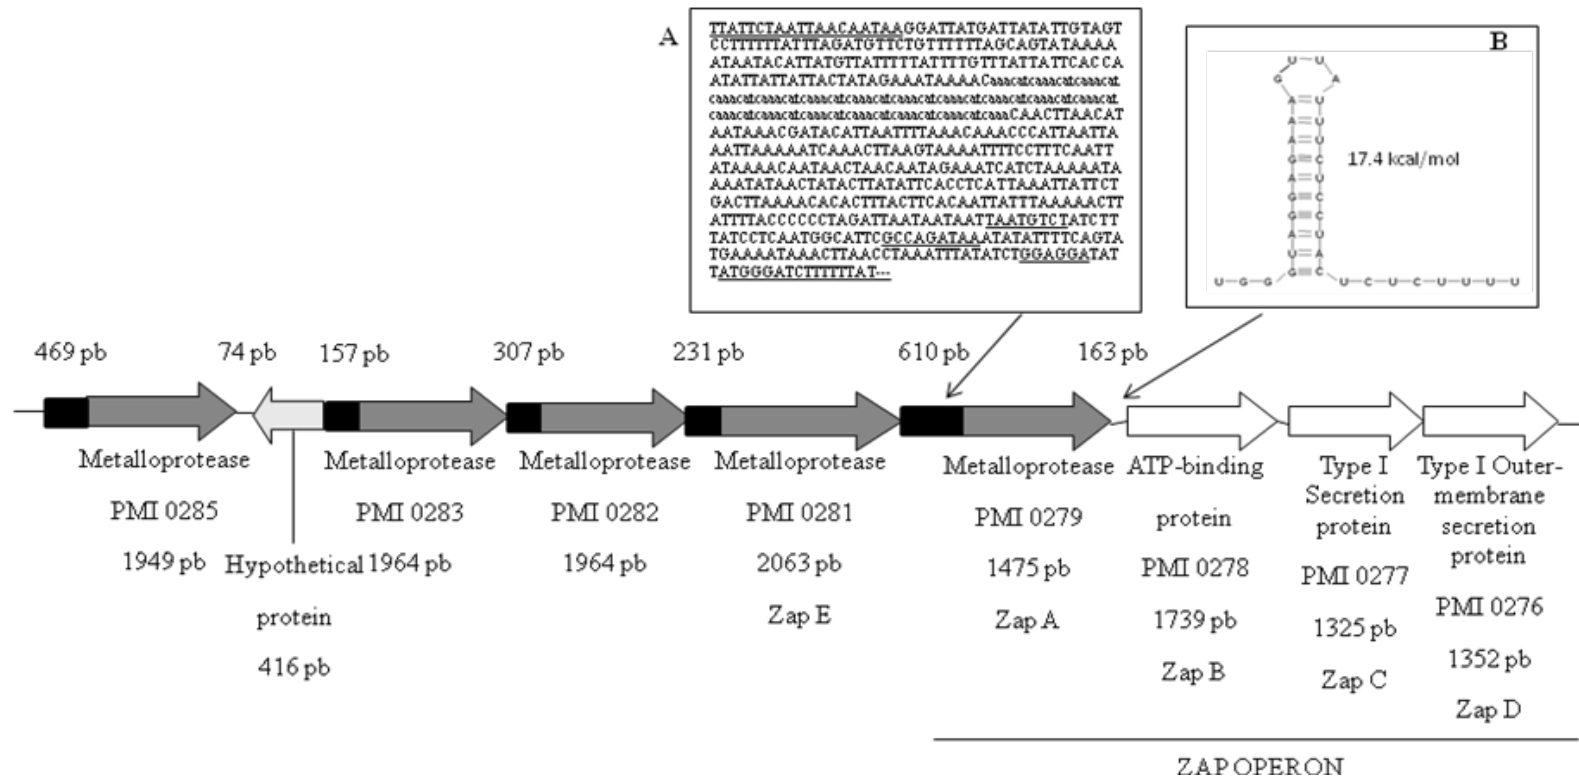 A
TTATTCTAATTAACAATAAGGATTATGATTATATTGTAGT
CCTTTTTTATTTAGATGTTCTGTTTTTTAGCAGTATAAAA
ATAATACATTATGTTATTTTTATTTTGTTTATTATTCACCA
ATATTATTATTACTATAGAAATAAAACaaacatcaaacatcaaacat
caaacatcaaacatcaaacatcaaacatcaaacatcaaacatcaaacatcaaacat
caaacatcaaacatcaaacatcaaacatcaaacatcaaacatcaaaCAACTTAACAT
AATAAACGATACATTAATTTTAAACAAACCCATTAATTA
AATTAAAAATCAAACTTAAGTAAAATTTTCCTTTCAATT
ATAAAACAATAACTAACAATAGAAATCATCTAAAAATA
AAATATAACTATACTTATATTCACCTCATTAAATTATTCT
GACTTAAAACACACTTTACTTCACAATTATTTAAAAACTT
ATTTTACCCCCCTAGATTAATAATAATTAATGTCTATCTT
TATCCTCAATGGCATTCGCCAGATAAATATATTTTCAGTA
TGAAAATAAACTTAACCTAAATTTATATCTGGAGGATAT
TATGGGATCTTTTTTAT---
B
17.4 kcal/mol
U G G G U A G G A G A A A G U U A U U U C U C C U A C U C U C U U U U
469 pb
74 pb
157 pb
307 pb
231 pb
610 pb
163 pb
Metalloprotease
PMI 0285
1949 pb
Hypothetical
protein
416 pb
Metalloprotease
PMI 0283
1964 pb
Metalloprotease
PMI 0282
1964 pb
Metalloprotease
PMI 0281
2063 pb
Zap E
Metalloprotease
PMI 0279
1475 pb
Zap A
ATP-binding
protein
PMI 0278
1739 pb
Zap B
Type I
Secretion
protein
PMI 0277
1325 pb
Zap C
Type I Outer-
membrane
secretion
protein
PMI 0276
1352 pb
Zap D
ZAP OPERON